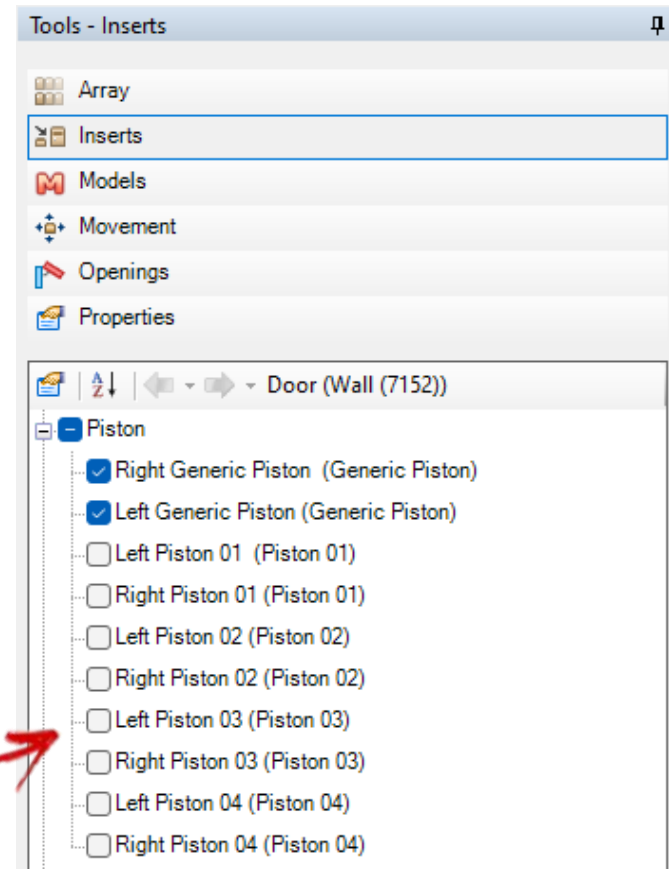 Tools - Inserts
Array
Inserts
Models
Movement
Openings
Properties
Door (Wall (7152))
Piston
Right Generic Piston (Generic Piston)
Left Generic Piston (Generic Piston)
Left Piston 01 (Piston 01)
Right Piston 01 (Piston 01)
Left Piston 02 (Piston 02)
Right Piston 02 (Piston 02)
Left Piston 03 (Piston 03)
Right Piston 03 (Piston 03)
Left Piston 04 (Piston 04)
Right Piston 04 (Piston 04)